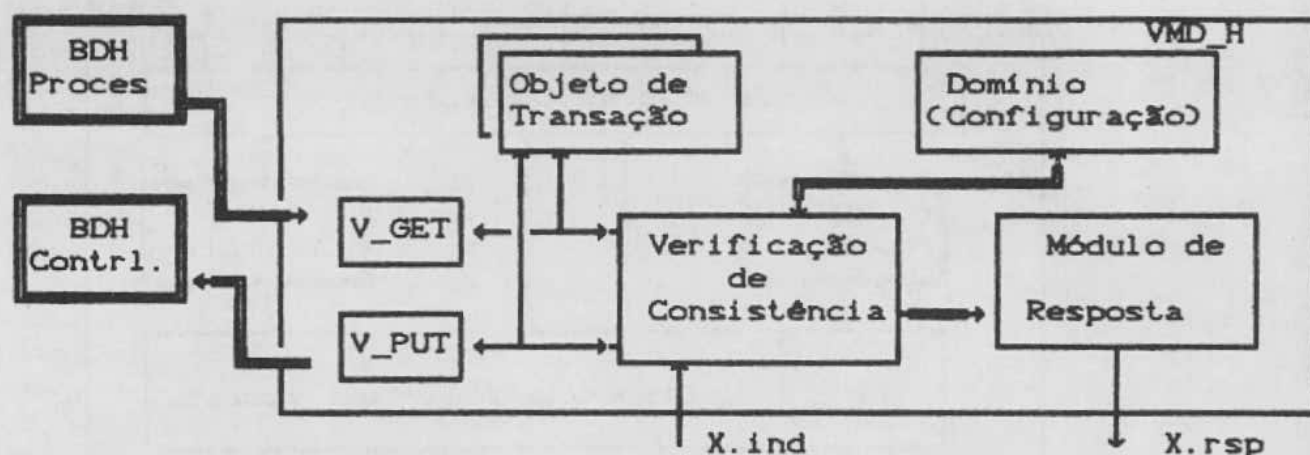 VMD_H
BDH
Proces
Objeto de
Transação
Domínio
(Configuração)
BDH
Contrl.
V_GET
Verificação
de
Consistência
Módulo de
Resposta
V_PUT
X.ind
X.rsp